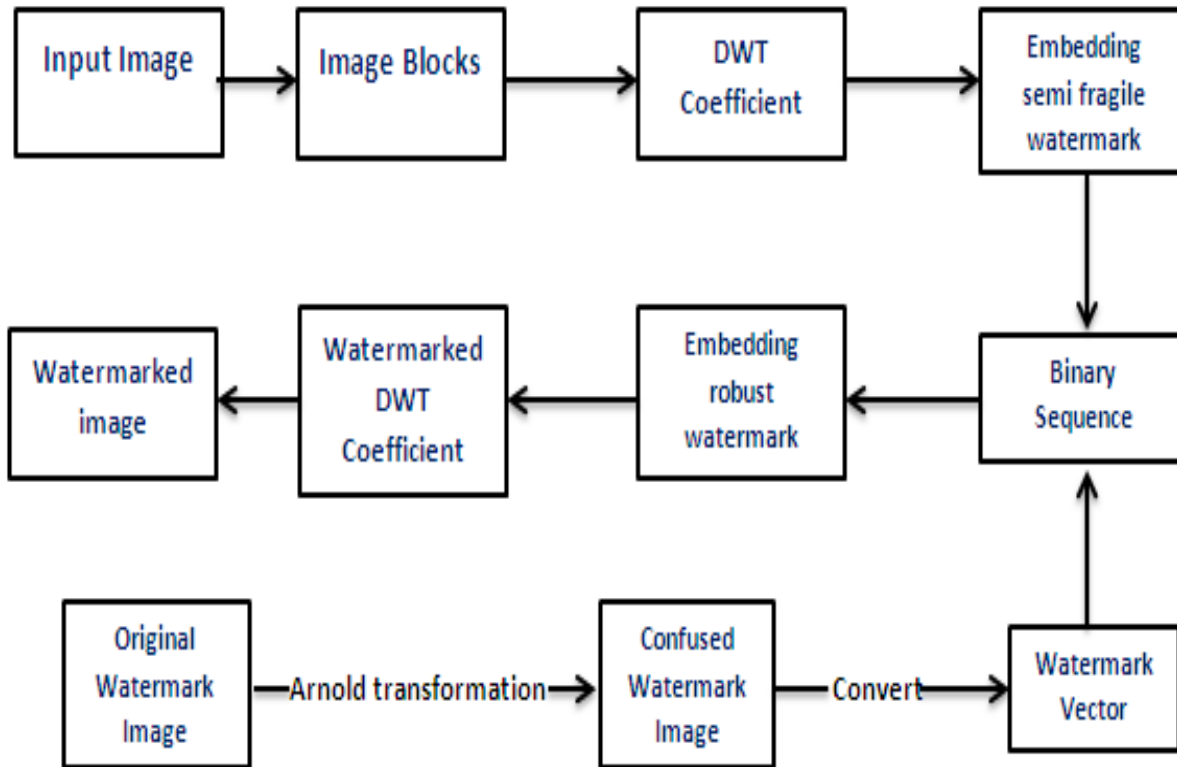 Input Image
Image Blocks
DWT
Coefficient
Embedding
semi fragile
watermark
Watermarked
image
Watermarked
DWT
Coefficient
Embedding
robust
watermark
Binary
Sequence
Original
Watermark
Image
Arnold transformation
Confused
Watermark
Image
Convert
Watermark
Vector